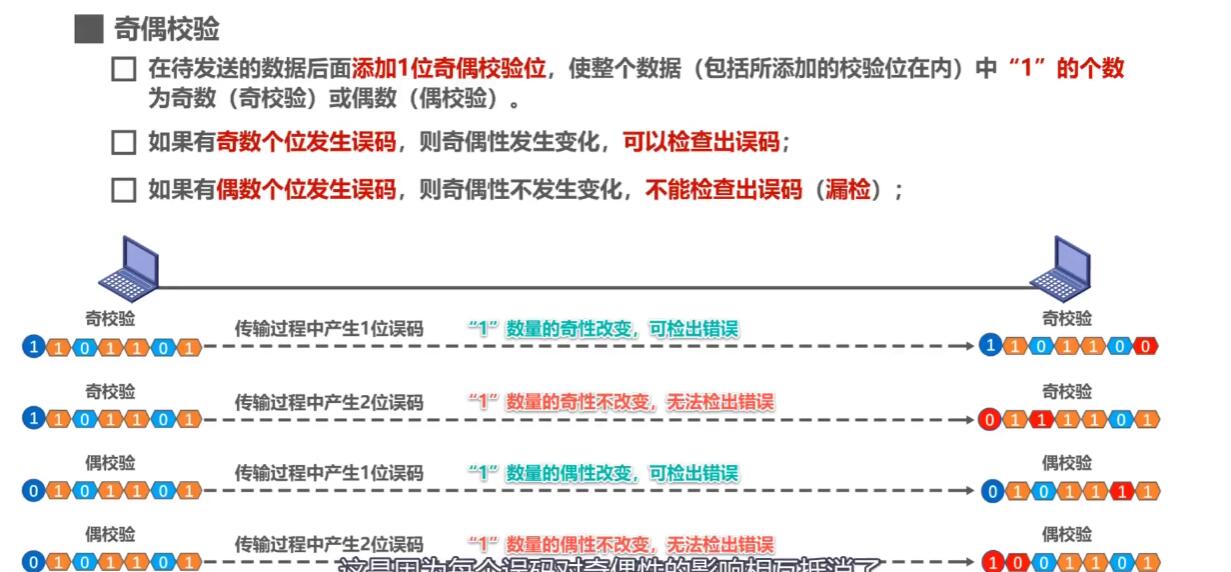 奇偶校验
在待发送的数据后面添加1位奇偶校验位，使整个数据（包括所添加的校验位在内）中“1”的个数
为奇数（奇校验）或偶数（偶校验）。
如果有奇数个位发生误码，则奇偶性发生变化，可以检查出误码；
如果有偶数个位发生误码，则奇偶性不发生变化，不能检查出误码（漏检）；
奇校验 传输过程中产生1位误码 “1”数量的奇性改变，可检出错误 奇校验
1 1 0 1 1 0 1 1 1 0 1 1 0 0
奇校验 传输过程中产生2位误码 “1”数量的奇性不改变，无法检出错误 奇校验
1 1 0 1 1 0 1 0 1 1 1 1 0 1
偶校验 传输过程中产生1位误码 “1”数量的偶性改变，可检出错误 偶校验
0 1 0 1 1 0 1 0 1 0 1 1 1 1
偶校验 传输过程中产生2位误码 “1”数量的偶性不改变，无法检出错误 偶校验
0 1 0 1 1 0 1 1 0 0 1 1 0 1
这是因为每个误码对奇偶性的影响相互抵消了